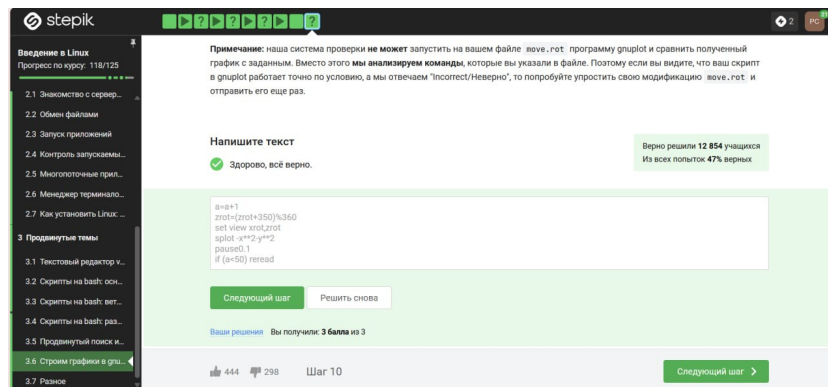 stepik
2
PC
21
Введение в Linux
Прогресс по курсу: 118/125
2.1 Знакомство с сервер...
2.2 Обмен файлами
2.3 Запуск приложений
2.4 Контроль запускаемы...
2.5 Многопоточные прил...
2.6 Менеджер терминало...
2.7 Как установить Linux: ...
3 Продвинутые темы
3.1 Текстовый редактор v...
3.2 Скрипты на bash: осн...
3.3 Скрипты на bash: вет...
3.4 Скрипты на bash: раз...
3.5 Продвинутый поиск и...
3.6 Строим графики в gnu...
3.7 Разное
Примечание: наша система проверки не может запустить на вашем файле move.rot программу gnuplot и сравнить полученный
график с заданным. Вместо этого мы анализируем команды, которые вы указали в файле. Поэтому если вы видите, что ваш скрипт
в gnuplot работает точно по условию, а мы отвечаем "Incorrect/Неверно", то попробуйте упростить свою модификацию move.rot и
отправить его еще раз.
Напишите текст
Здорово, всё верно.
Верно решили 12 854 учащихся
Из всех попыток 47% верных
a=a+1
zrot=(zrot+350)%360
set view xrot,zrot
splot -x**2-y**2
pause0.1
if (a<50) reread
Следующий шаг
Решить снова
Ваши решения Вы получили: 3 балла из 3
444
298
Шаг 10
Следующий шаг